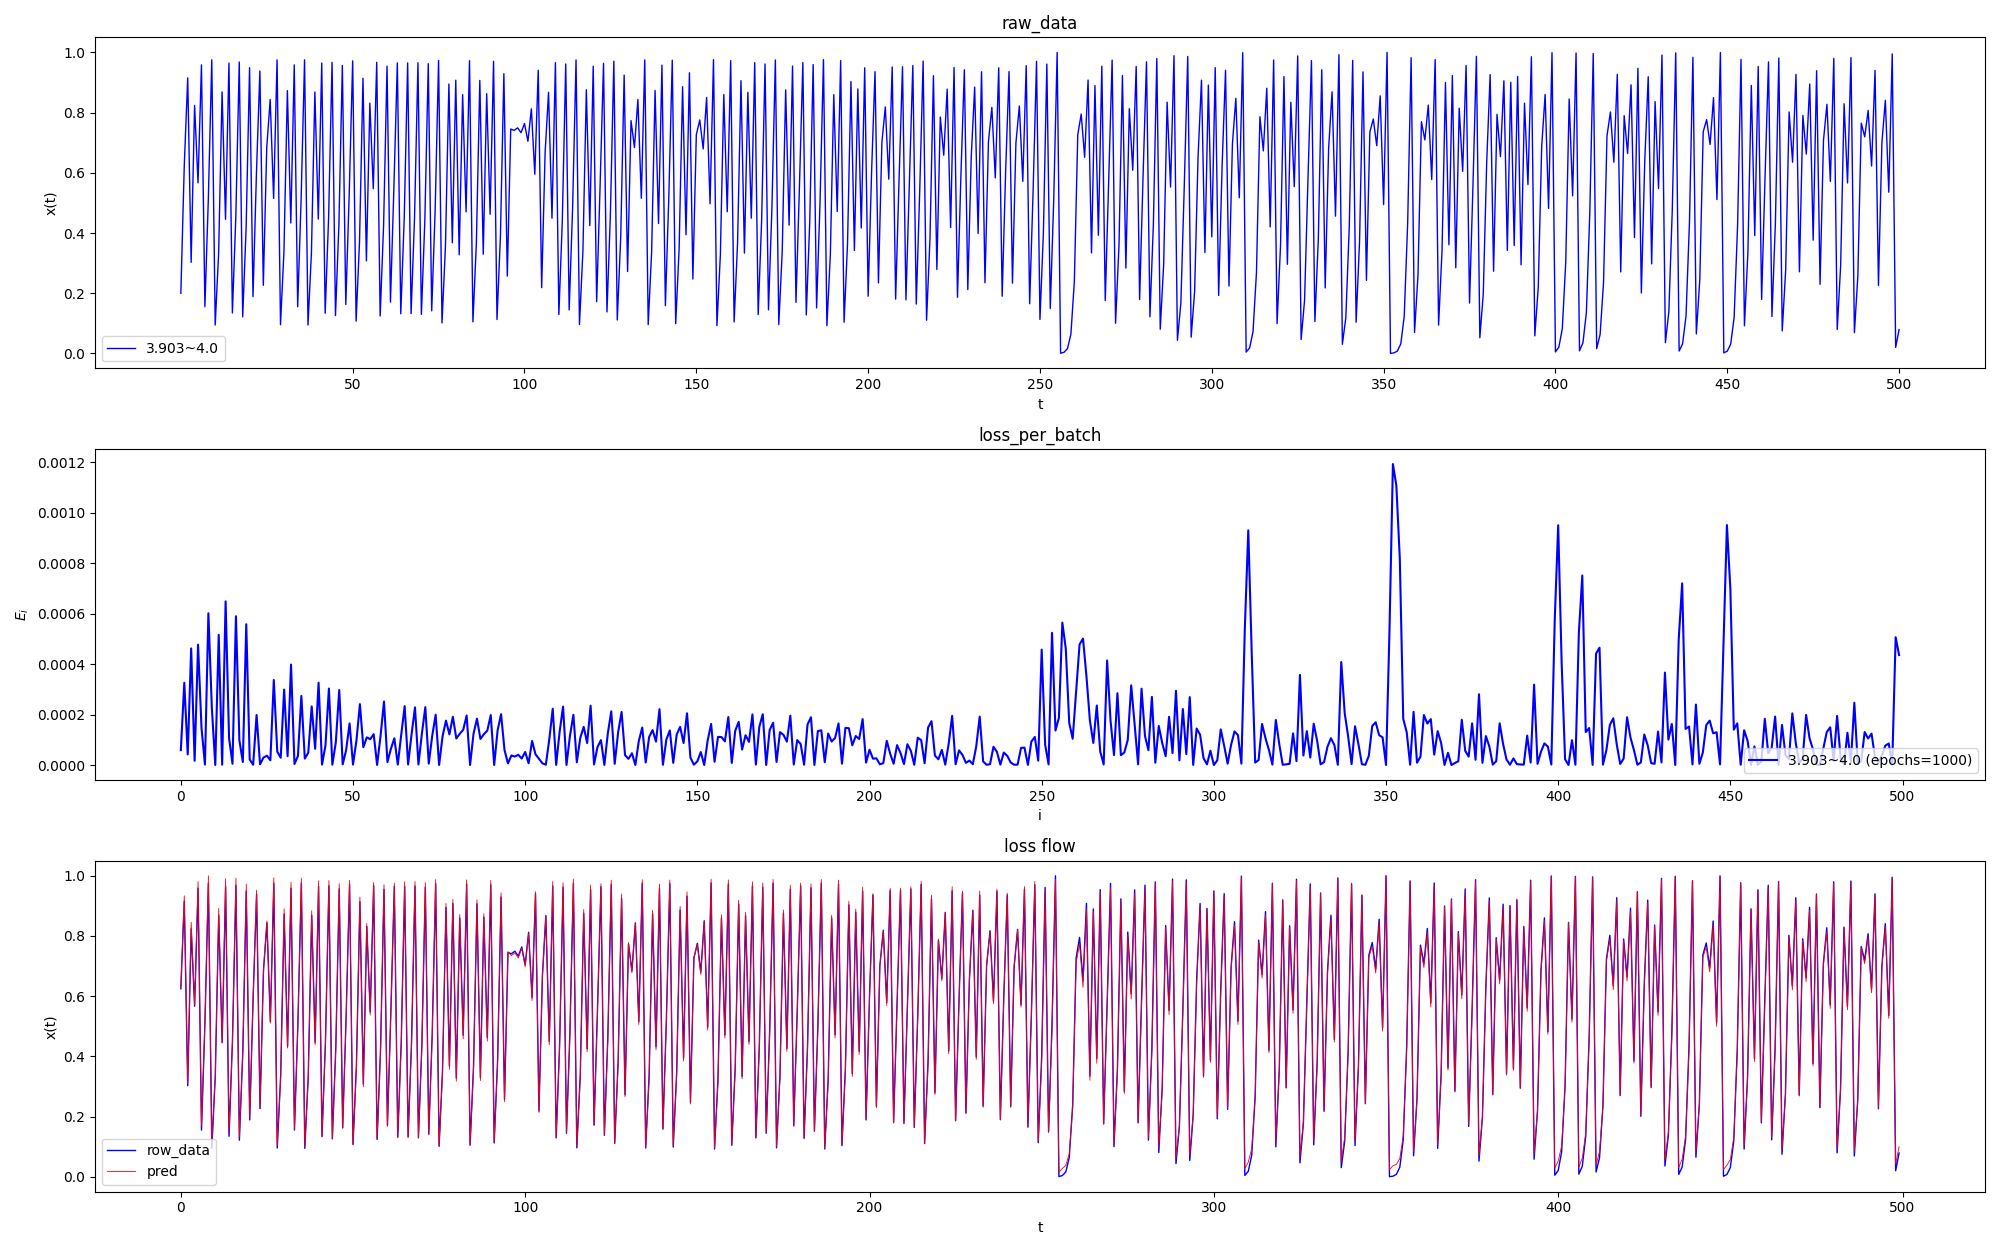 raw_data
1.0
0.8
0.6
0.4
0.2
0.0
x(t)
3.903~4.0
50 100 150 200 250 300 350 400 450 500
t
loss_per_batch
0.0012
0.0010
0.0008
0.0006
0.0004
0.0002
0.0000
E_i
3.903~4.0 (epochs=1000)
0 50 100 150 200 250 300 350 400 450 500
i
loss flow
1.0
0.8
0.6
0.4
0.2
0.0
x(t)
row_data
pred
0 100 200 300 400 500
t